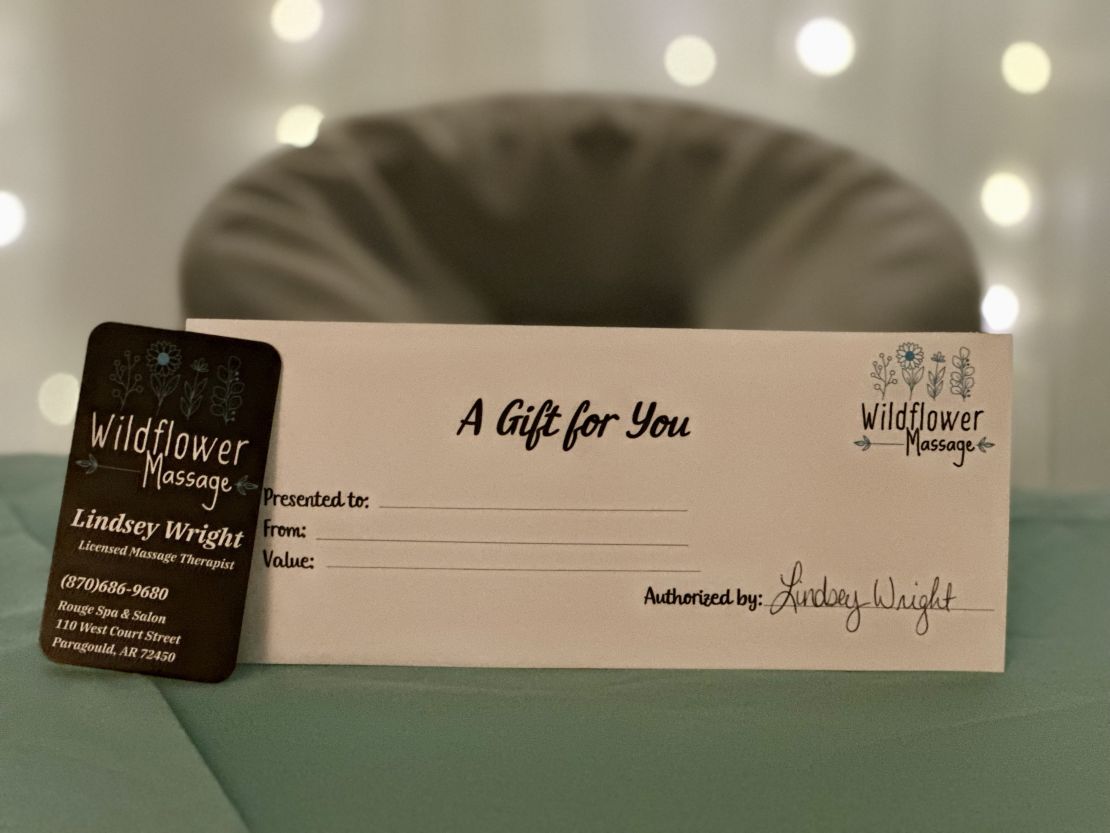 Wildflower
Massage
Lindsey Wright
Licensed Massage Therapist
(870)686-9680
Rouge Spa & Salon
110 West Court Street
Paragould, AR 72450
A Gift for You
Wildflower
Massage
Presented to:
From:
Value:
Authorized by: Lindsey Wright